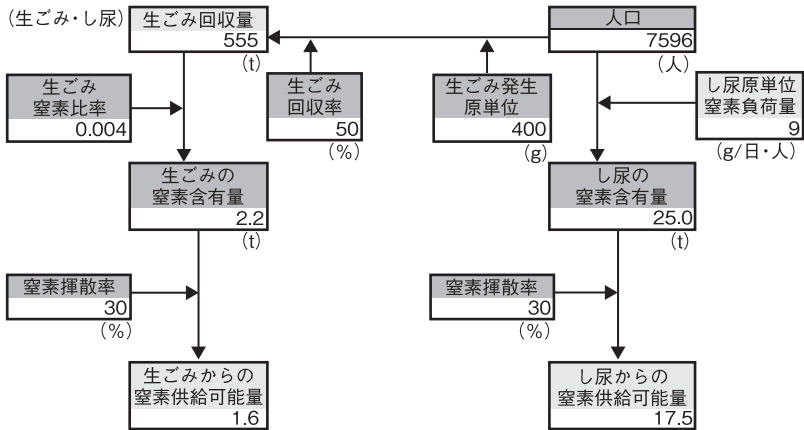 (生ごみ・し尿)
生ごみ回収量
555
(t)
人口
7596
(人)
生ごみ
窒素比率
0.004
生ごみ
回収率
50
(%)
生ごみ発生
原単位
400
(g)
し尿原単位
窒素負荷量
9
(g/日・人)
生ごみの
窒素含有量
2.2
(t)
し尿の
窒素含有量
25.0
(t)
窒素揮散率
30
(%)
窒素揮散率
30
(%)
生ごみからの
窒素供給可能量
1.6
し尿からの
窒素供給可能量
17.5